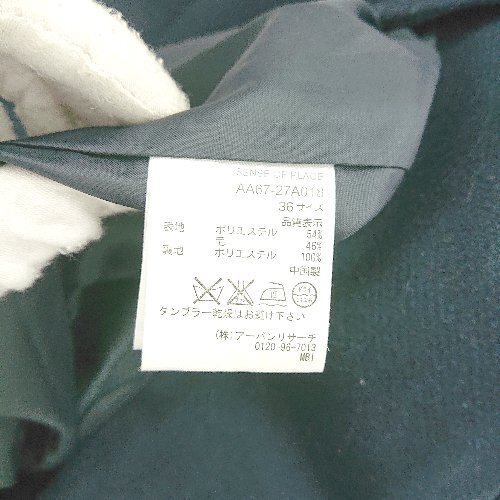 SENSE OF PLACE
AA67-27A018
36サイズ
品質表示
表地 ポリエステル 54%
毛 46%
裏地 ポリエステル 100%
中国製
タンブラー乾燥はお避け下さい
(株)アーバンリサーチ
0120-96-7013
MB1